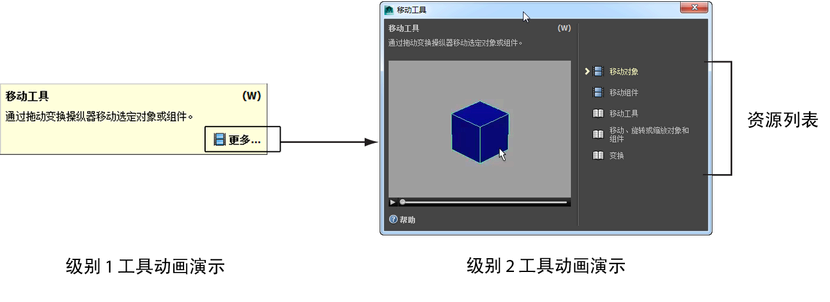 移动工具 (W)
通过拖动变换操纵器移动选定对象或组件。
更多...
级别 1 工具动画演示
移动工具
移动工具 (W)
通过拖动变换操纵器移动选定对象或组件。
帮助
移动对象
移动组件
移动工具
移动、旋转或缩放对象和
组件
变换
级别 2 工具动画演示
资源列表